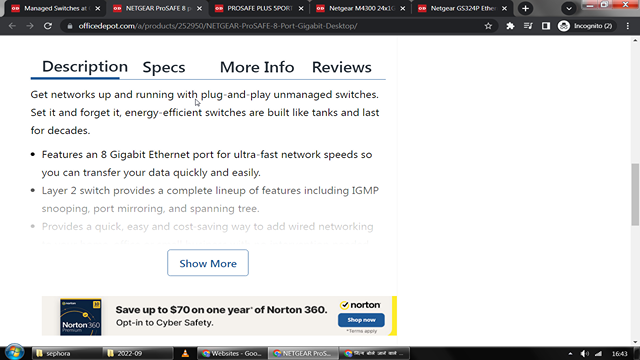 Managed Switches at
NETGEAR ProSAFE 8 p
PROSAFE PLUS 5PORT
Netgear M4300 24x10
Netgear GS324P Ether
officedepot.com/a/products/252950/NETGEAR-ProSAFE-8-Port-Gigabit-Desktop/
Incognito (2)
Description Specs More Info Reviews
Get networks up and running with plug-and-play unmanaged switches.
Set it and forget it, energy-efficient switches are built like tanks and last
for decades.
• Features an 8 Gigabit Ethernet port for ultra-fast network speeds so
you can transfer your data quickly and easily.
• Layer 2 switch provides a complete lineup of features including IGMP
snooping, port mirroring, and spanning tree.
• Provides a quick, easy and cost-saving way to add wired networking
Show More
Save up to $70 on one year* of Norton 360.
Opt-in to Cyber Safety.
norton
Shop now
*Terms apply.
Norton 360
Premium
sephora
2022-09
Websites - Goo...
NETGEAR ProS...
16:43